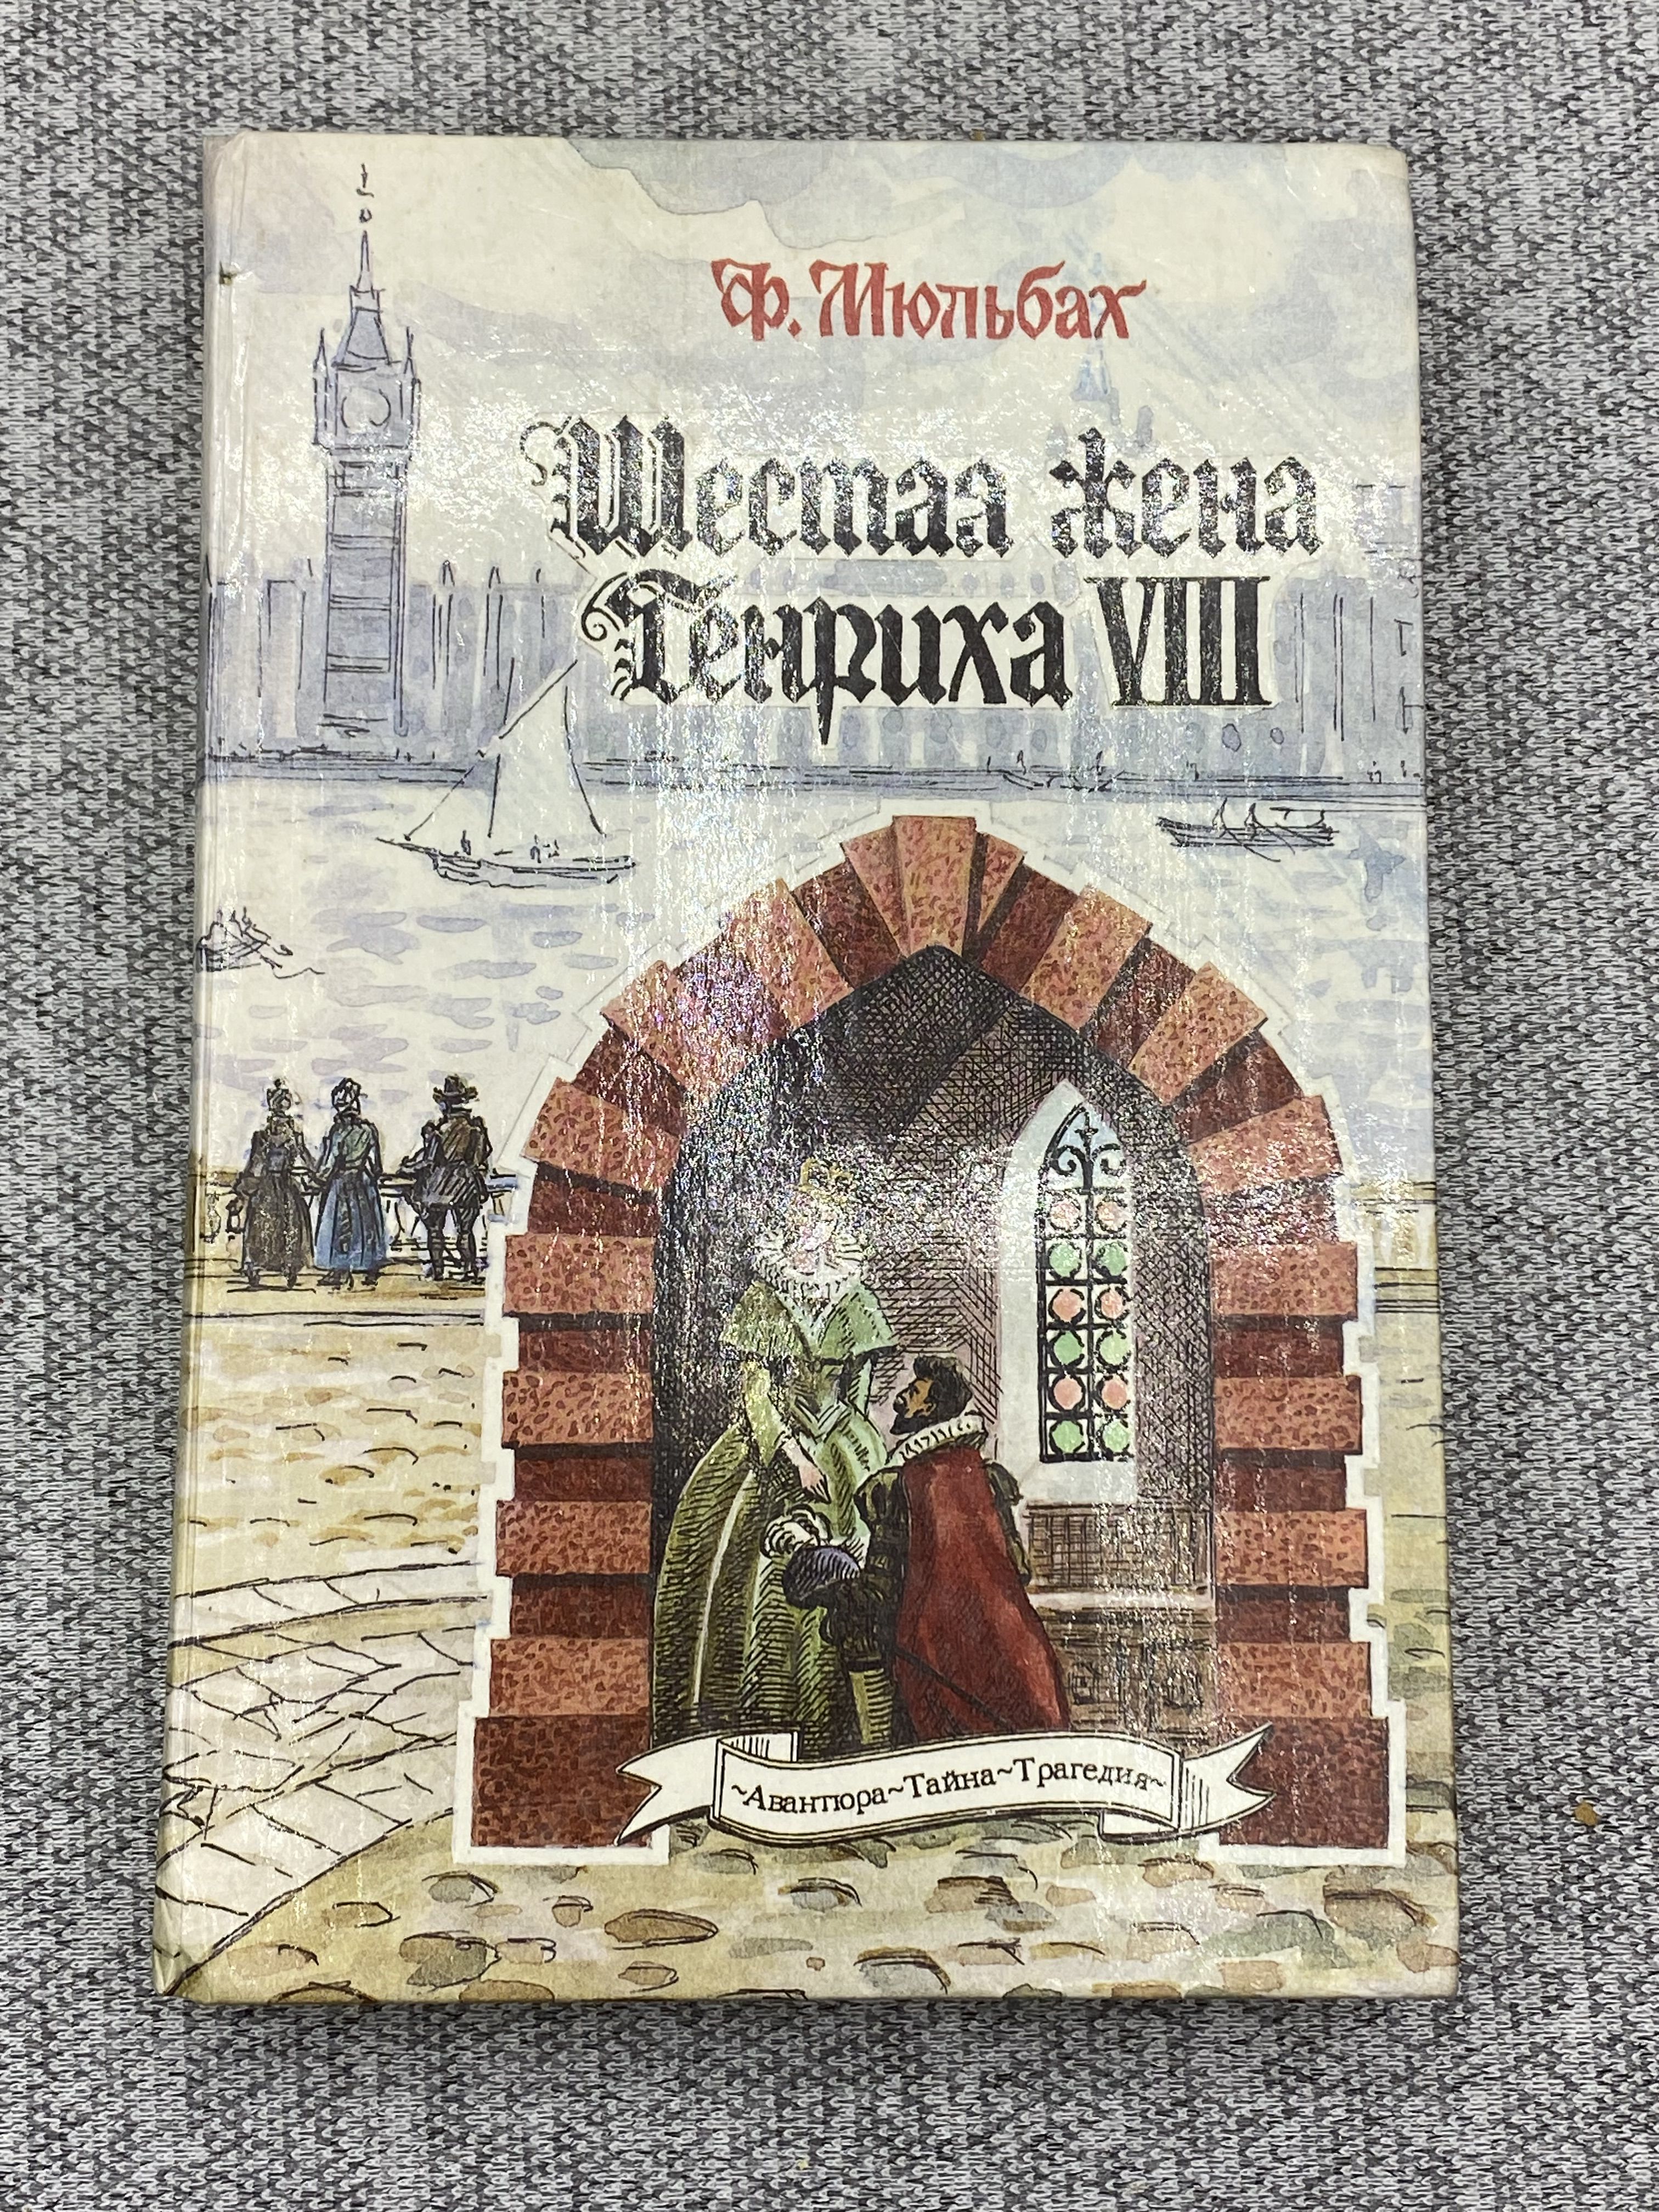 Ф. Мюльбах
Шестая жена
Генриха VIII
~Авантюра~Тайна~Трагедия~